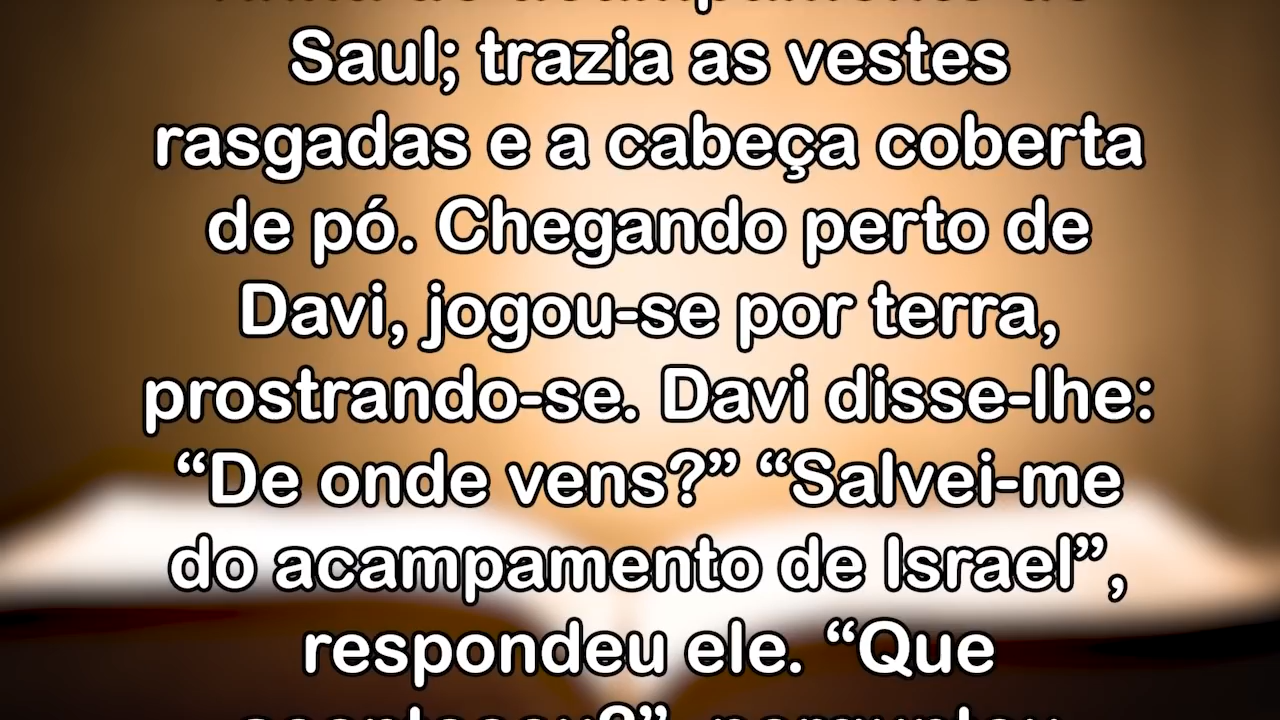 Saul; trazia as vestes
rasgadas e a cabeça coberta
de pó. Chegando perto de
Davi, jogou-se por terra,
prostrando-se. Davi disse-lhe:
“De onde vens?” “Salvei-me
do acampamento de Israel”,
respondeu ele. “Que